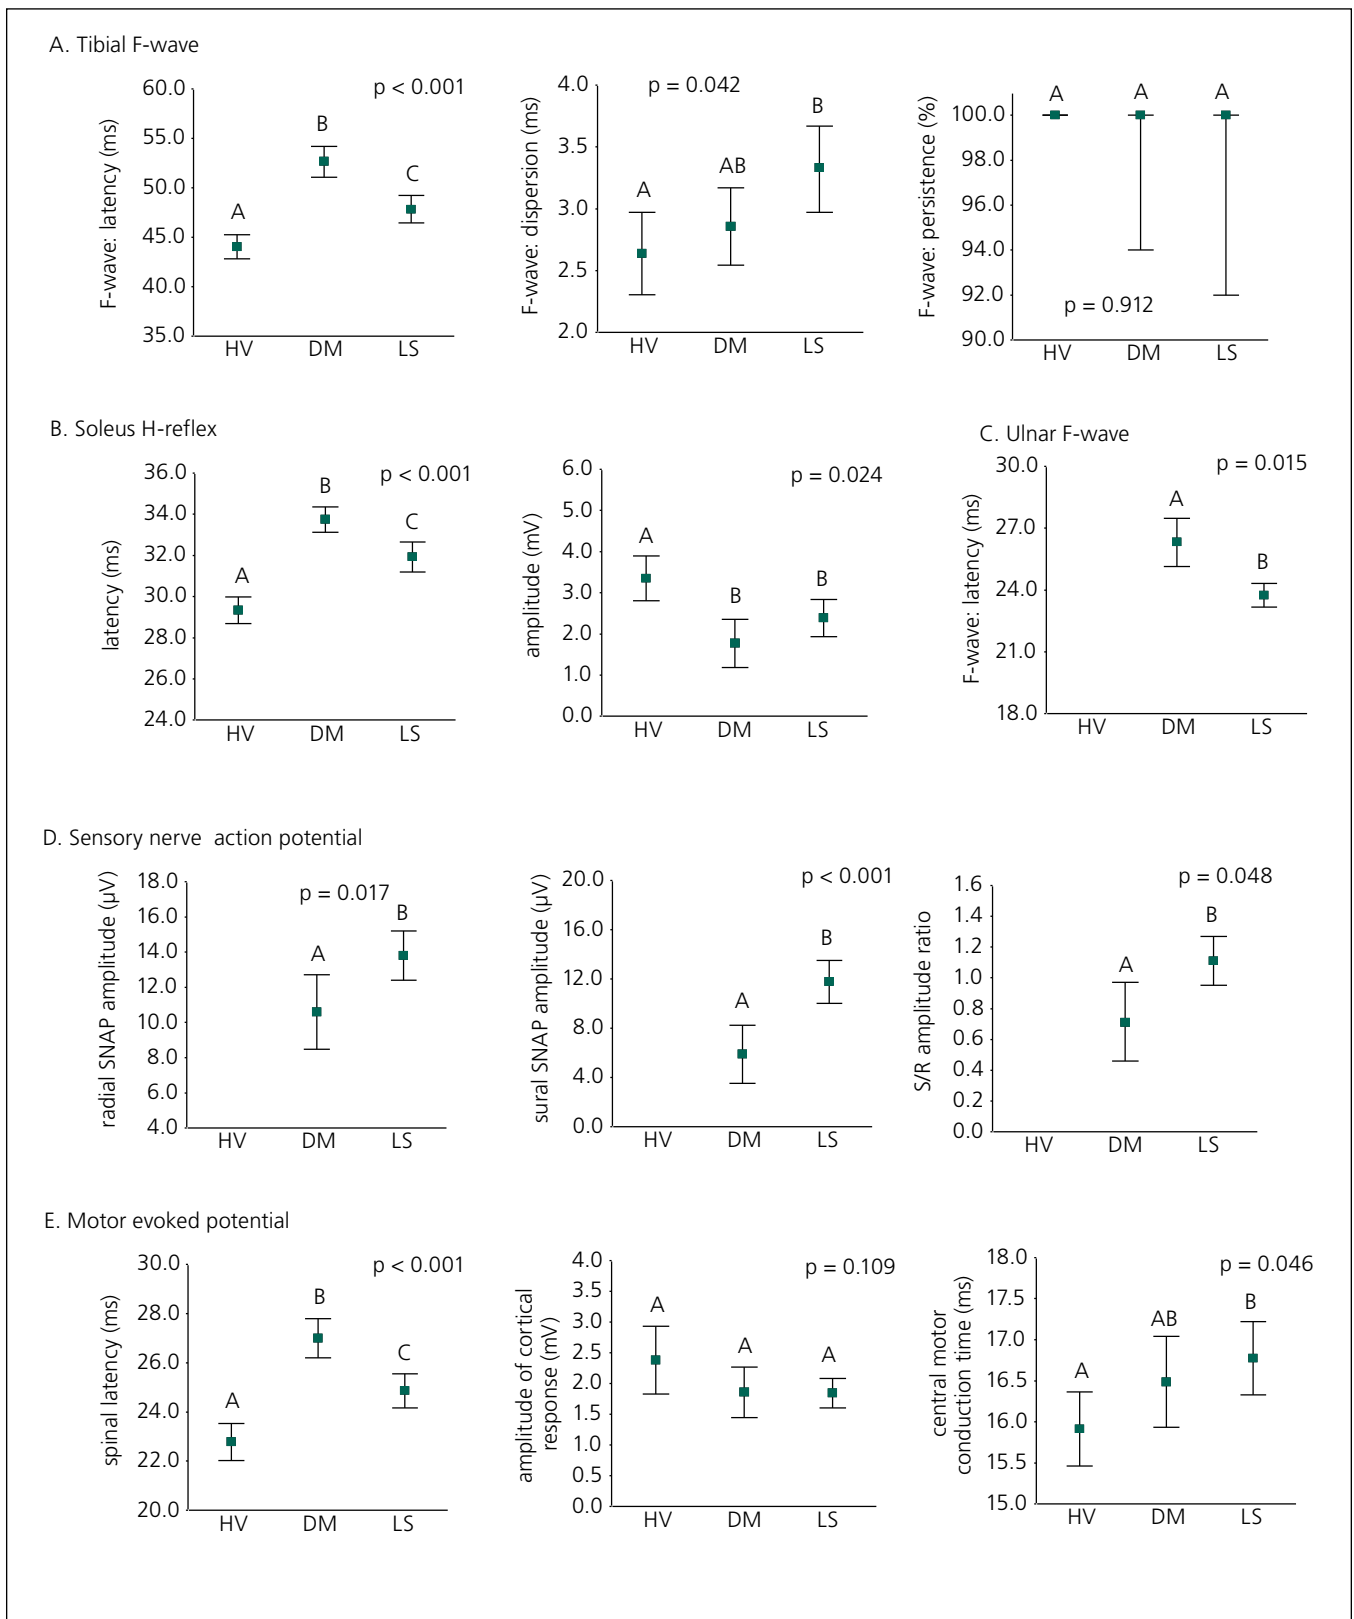 A. Tibial F-wave
F-wave: latency (ms)
60.0
55.0
50.0
45.0
40.0
35.0
p < 0.001
A
B
C
HV DM LS
F-wave: dispersion (ms)
4.0
3.5
3.0
2.5
2.0
p = 0.042
A
AB
B
HV DM LS
F-wave: persistence (%)
100.0
98.0
96.0
94.0
92.0
90.0
A A A
p = 0.912
HV DM LS
B. Soleus H-reflex
latency (ms)
36.0
34.0
32.0
30.0
28.0
26.0
24.0
p < 0.001
A
B
C
HV DM LS
amplitude (mV)
6.0
5.0
4.0
3.0
2.0
1.0
0.0
p = 0.024
A
B
B
HV DM LS
C. Ulnar F-wave
F-wave: latency (ms)
30.0
27.0
24.0
21.0
18.0
p = 0.015
A
B
HV DM LS
D. Sensory nerve action potential
radial SNAP amplitude (μV)
18.0
16.0
14.0
12.0
10.0
8.0
6.0
4.0
p = 0.017
A
B
HV DM LS
sural SNAP amplitude (μV)
20.0
16.0
12.0
8.0
4.0
0.0
p < 0.001
A
B
HV DM LS
S/R amplitude ratio
1.6
1.4
1.2
1.0
0.8
0.6
0.4
0.2
0.0
p = 0.048
A
B
HV DM LS
E. Motor evoked potential
spinal latency (ms)
30.0
28.0
26.0
24.0
22.0
20.0
p < 0.001
A
B
C
HV DM LS
amplitude of cortical
response (mV)
4.0
3.5
3.0
2.5
2.0
1.5
1.0
0.5
0.0
p = 0.109
A
A
A
HV DM LS
central motor
conduction time (ms)
18.0
17.5
17.0
16.5
16.0
15.5
15.0
p = 0.046
A
AB
B
HV DM LS